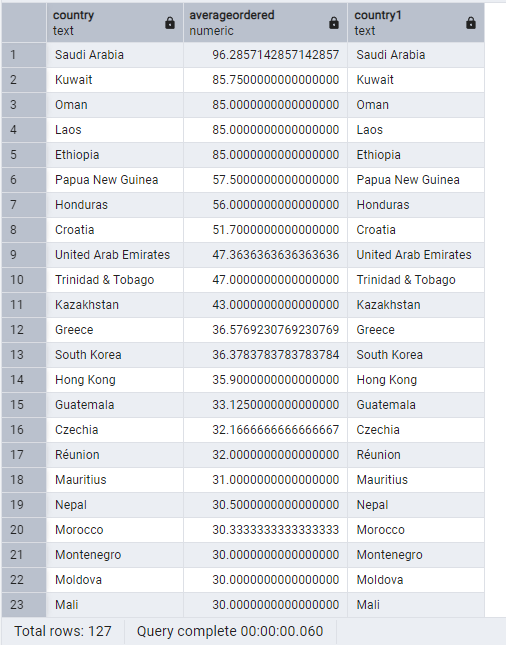 country averageordered country1
text numeric text
1 Saudi Arabia 96.2857142857142857 Saudi Arabia
2 Kuwait 85.7500000000000000 Kuwait
3 Oman 85.0000000000000000 Oman
4 Laos 85.0000000000000000 Laos
5 Ethiopia 85.0000000000000000 Ethiopia
6 Papua New Guinea 57.5000000000000000 Papua New Guinea
7 Honduras 56.0000000000000000 Honduras
8 Croatia 51.7000000000000000 Croatia
9 United Arab Emirates 47.3636363636363636 United Arab Emirates
10 Trinidad & Tobago 47.0000000000000000 Trinidad & Tobago
11 Kazakhstan 43.0000000000000000 Kazakhstan
12 Greece 36.5769230769230769 Greece
13 South Korea 36.3783783783783784 South Korea
14 Hong Kong 35.9000000000000000 Hong Kong
15 Guatemala 33.1250000000000000 Guatemala
16 Czechia 32.1666666666666667 Czechia
17 Réunion 32.0000000000000000 Réunion
18 Mauritius 31.0000000000000000 Mauritius
19 Nepal 30.5000000000000000 Nepal
20 Morocco 30.3333333333333333 Morocco
21 Montenegro 30.0000000000000000 Montenegro
22 Moldova 30.0000000000000000 Moldova
23 Mali 30.0000000000000000 Mali
Total rows: 127 Query complete 00:00:00.060